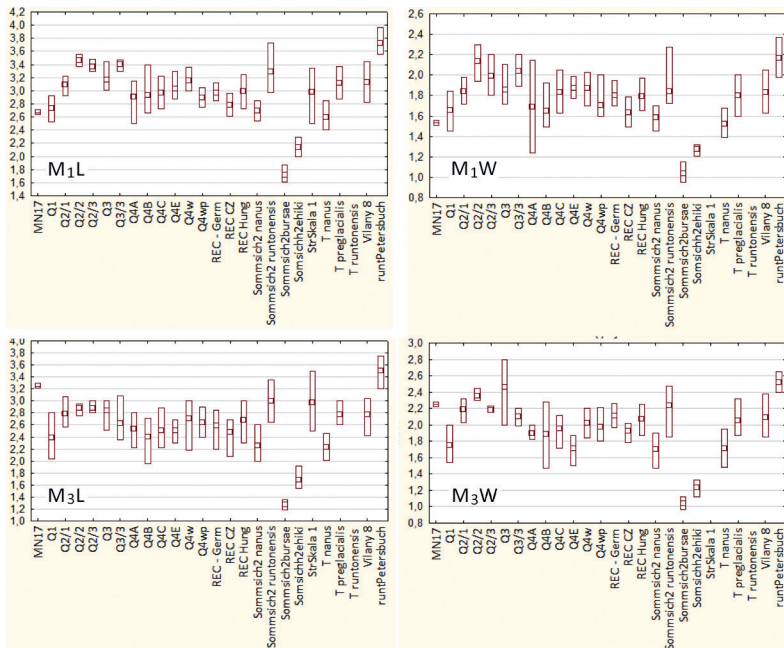 4,2
4,0
3,8
3,6
3,4
3,2
3,0
2,8
2,6
2,4
2,2
2,0
1,8
1,6
1,4
M1L
MN17
Q1
Q2/1
Q2/2
Q2/3
Q3
Q3/3
Q4A
Q4B
Q4C
Q4E
Q4w
Q4wp
REC - Germ
REC CZ
REC Hung
Sommsich2 nanus
Sommsich2 runtonensis
Sommsich2bursae
Somsichh2ehiki
StrSkala 1
T nanus
T preglacialis
T runtonensis
Vilany 8
runtPetersbuch
2,6
2,4
2,2
2,0
1,8
1,6
1,4
1,2
1,0
0,8
M1W
MN17
Q1
Q2/1
Q2/2
Q2/3
Q3
Q3/3
Q4A
Q4B
Q4C
Q4E
Q4w
Q4wp
REC - Germ
REC CZ
REC Hung
Sommsich2 nanus
Sommsich2 runtonensis
Sommsich2bursae
Somsichh2ehiki
StrSkala 1
T nanus
T preglacialis
T runtonensis
Vilany 8
runtPetersbuch
4,0
3,8
3,6
3,4
3,2
3,0
2,8
2,6
2,4
2,2
2,0
1,8
1,6
1,4
1,2
1,0
M3L
MN17
Q1
Q2/1
Q2/2
Q2/3
Q3
Q3/3
Q4A
Q4B
Q4C
Q4E
Q4w
Q4wp
REC - Germ
REC CZ
REC Hung
Sommsich2 nanus
Sommsich2 runtonensis
Sommsich2bursae
Somsichh2ehiki
StrSkala 1
T nanus
T preglacialis
T runtonensis
Vilany 8
runtPetersbuch
3,0
2,8
2,6
2,4
2,2
2,0
1,8
1,6
1,4
1,2
1,0
0,8
M3W
MN17
Q1
Q2/1
Q2/2
Q2/3
Q3
Q3/3
Q4A
Q4B
Q4C
Q4E
Q4w
Q4wp
REC - Germ
REC CZ
REC Hung
Sommsich2 nanus
Sommsich2 runtonensis
Sommsich2bursae
Somsichh2ehiki
StrSkala 1
T nanus
T preglacialis
T runtonensis
Vilany 8
runtPetersbuch